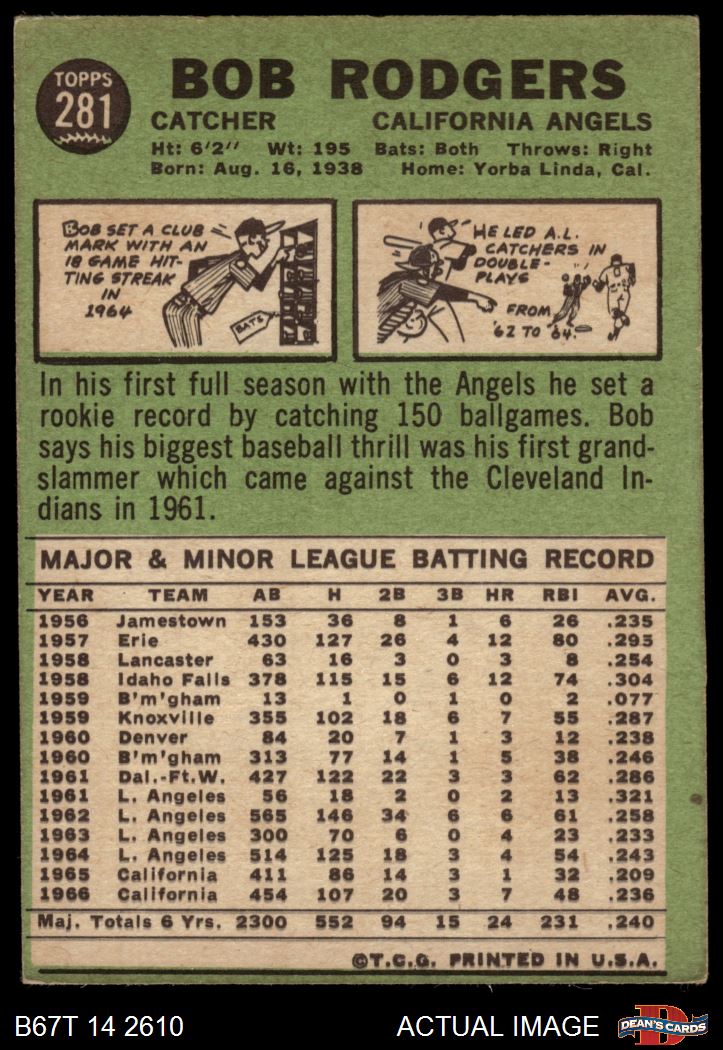 TOPPS
281
BOB RODGERS
CATCHER CALIFORNIA ANGELS
Ht: 6'2" Wt: 195 Bats: Both Throws: Right
Born: Aug. 16, 1938 Home: Yorba Linda, Cal.
BOB SET A CLUB
MARK WITH AN
18 GAME HIT-
TING STREAK
IN
1964
BATS
HE LED A.L.
CATCHERS IN
DOUBLE-
PLAYS
FROM
'62 TO '64.
In his first full season with the Angels he set a
rookie record by catching 150 ballgames. Bob
says his biggest baseball thrill was his first grand-
slammer which came against the Cleveland In-
dians in 1961.
MAJOR & MINOR LEAGUE BATTING RECORD
YEAR TEAM AB H 2B 3B HR RBI AVG.
1956 Jamestown 153 36 8 1 6 26 .235
1957 Erie 430 127 26 4 12 80 .295
1958 Lancaster 63 16 3 0 3 8 .254
1958 Idaho Falls 378 115 15 6 12 74 .304
1959 B'm'gham 13 1 0 1 0 2 .077
1959 Knoxville 355 102 18 6 7 55 .287
1960 Denver 84 20 7 1 3 12 .238
1960 B'm'gham 313 77 14 1 5 38 .246
1961 Dal.-Ft.W. 427 122 22 3 3 62 .286
1961 L. Angeles 56 18 2 0 2 13 .321
1962 L. Angeles 565 146 34 6 6 61 .258
1963 L. Angeles 300 70 6 0 4 23 .233
1964 L. Angeles 514 125 18 3 4 54 .243
1965 California 411 86 14 3 1 32 .209
1966 California 454 107 20 3 7 48 .236
Maj. Totals 6 Yrs. 2300 552 94 15 24 231 .240
©T.C.G. PRINTED IN U.S.A.
B67T 14 2610 ACTUAL IMAGE
D
DEAN'S CARDS